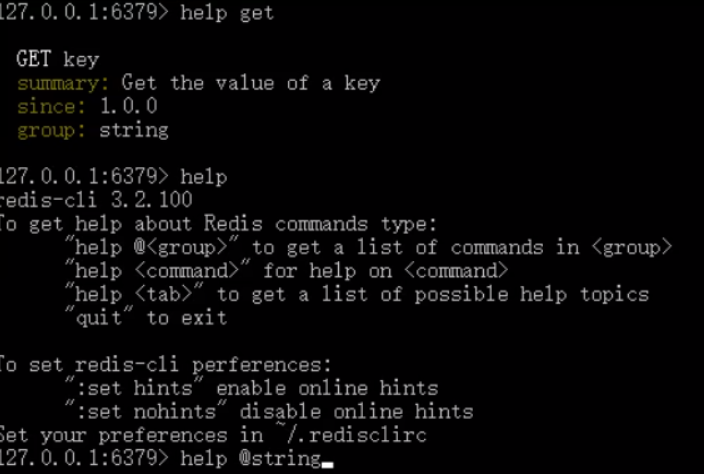 127.0.0.1:6379> help get
GET key
summary: Get the value of a key
since: 1.0.0
group: string
127.0.0.1:6379> help
redis-cli 3.2.100
To get help about Redis commands type:
"help @<group>" to get a list of commands in <group>
"help <command>" for help on <command>
"help <tab>" to get a list of possible help topics
"quit" to exit
To set redis-cli perferences:
":set hints" enable online hints
":set nohints" disable online hints
Set your preferences in ~/.redisclirc
127.0.0.1:6379> help @string